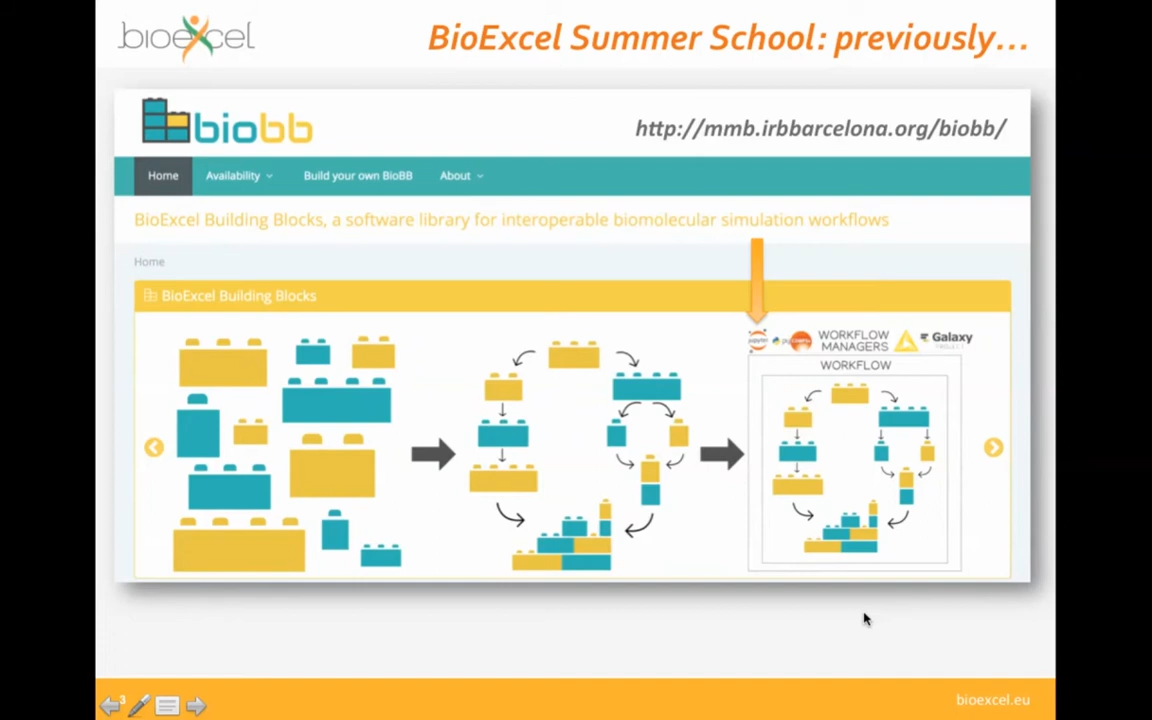 bioexcel
BioExcel Summer School: previously...
biobb
http://mmb.irbbarcelona.org/biobb/
Home Availability Build your own BioBB About
BioExcel Building Blocks, a software library for interoperable biomolecular simulation workflows
Home
BioExcel Building Blocks
WORKFLOW MANAGERS
Galaxy
PROJECT
WORKFLOW
3
bioexcel.eu